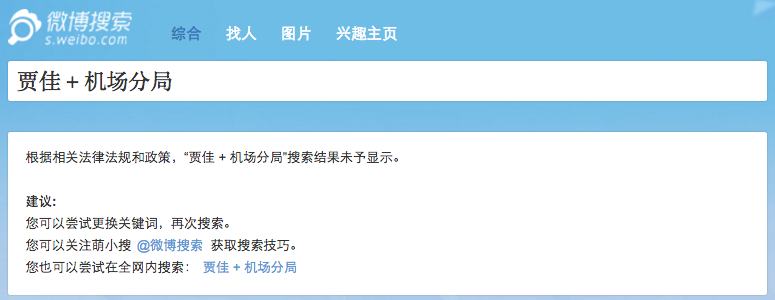 微博搜索
s.weibo.com
综合 找人 图片 兴趣主页
贾佳 + 机场分局
根据相关法律法规和政策，“贾佳 + 机场分局”搜索结果未予显示。
建议：
您可以尝试更换关键词，再次搜索。
您可以关注萌小搜 @微博搜索 获取搜索技巧。
您也可以尝试在全网内搜索： 贾佳 + 机场分局